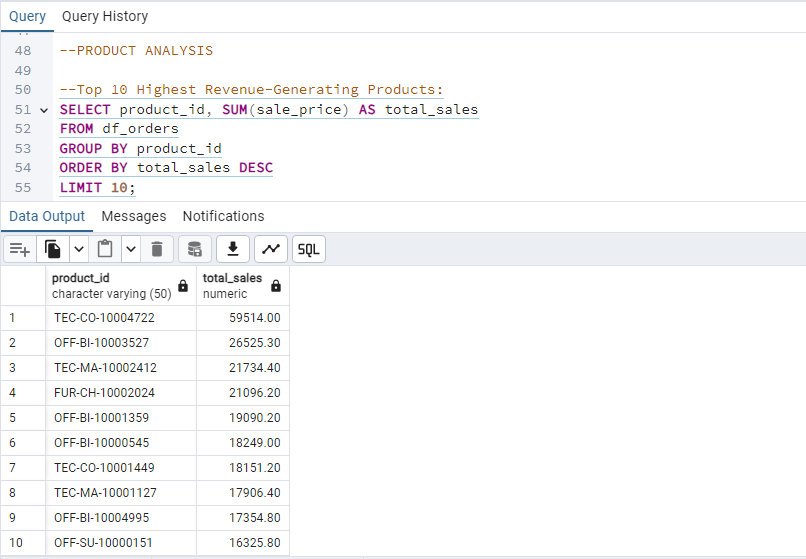 Query Query History
48 --PRODUCT ANALYSIS
49
50 --Top 10 Highest Revenue-Generating Products:
51 SELECT product_id, SUM(sale_price) AS total_sales
52 FROM df_orders
53 GROUP BY product_id
54 ORDER BY total_sales DESC
55 LIMIT 10;
Data Output Messages Notifications
SQL
product_id total_sales
character varying (50) numeric
1 TEC-CO-10004722 59514.00
2 OFF-BI-10003527 26525.30
3 TEC-MA-10002412 21734.40
4 FUR-CH-10002024 21096.20
5 OFF-BI-10001359 19090.20
6 OFF-BI-10000545 18249.00
7 TEC-CO-10001449 18151.20
8 TEC-MA-10001127 17906.40
9 OFF-BI-10004995 17354.80
10 OFF-SU-10000151 16325.80